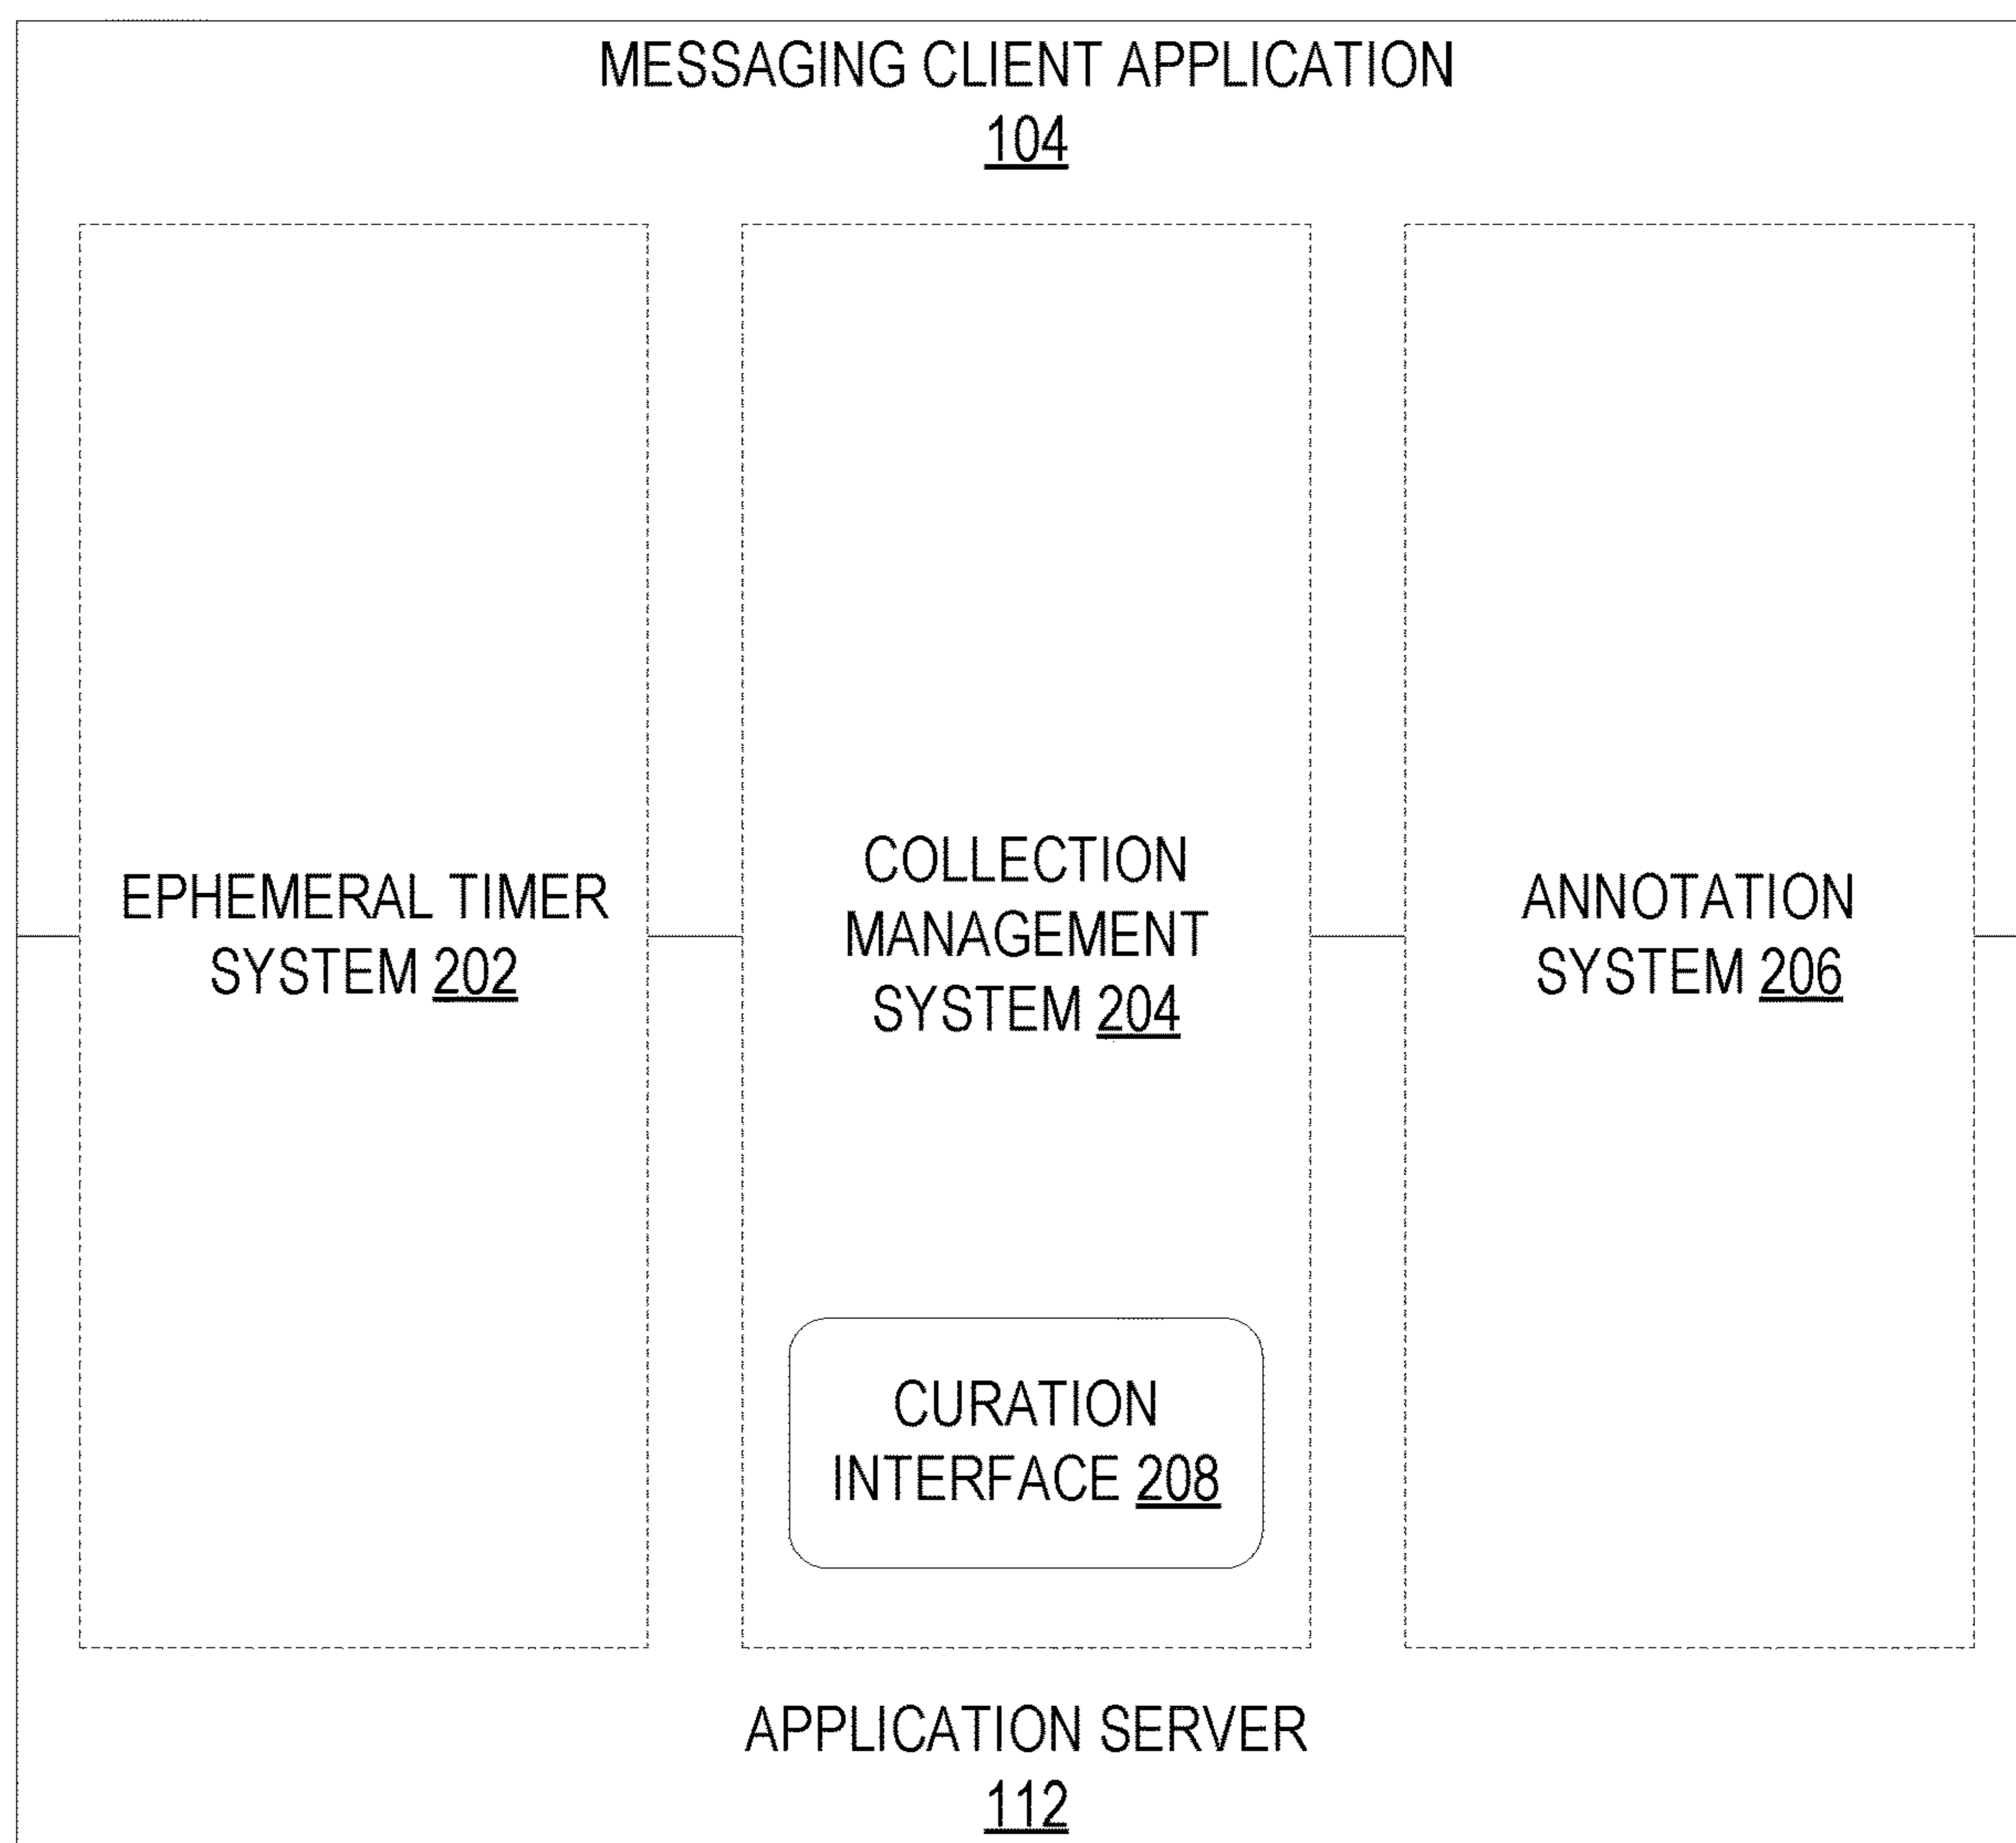 MESSAGING CLIENT APPLICATION
104
EPHEMERAL TIMER
SYSTEM 202
COLLECTION
MANAGEMENT
SYSTEM 204
ANNOTATION
SYSTEM 206
CURATION
INTERFACE 208
APPLICATION SERVER
112